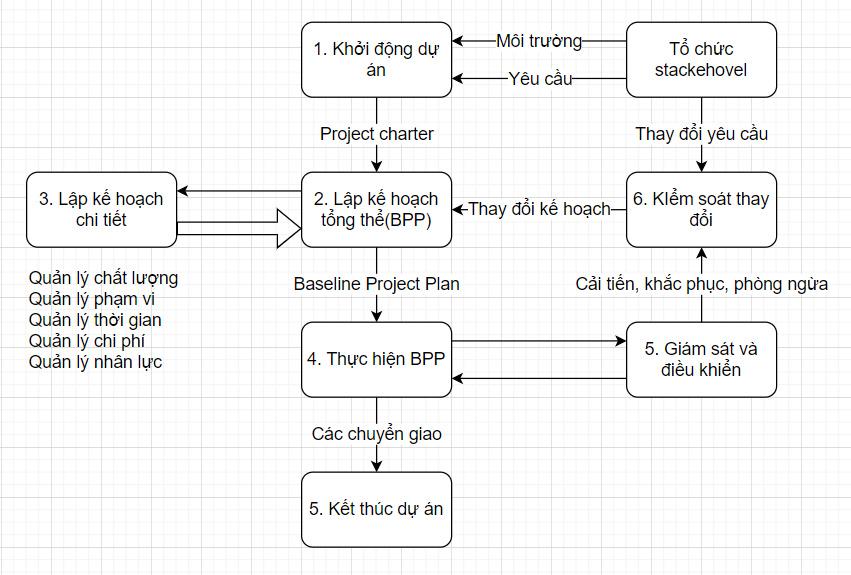 1. Khởi động dự
án
Môi trường
Yêu cầu
Tổ chức
stackehovel
Project charter
Thay đổi yêu cầu
3. Lập kế hoạch
chi tiết
2. Lập kế hoạch
tổng thể(BPP)
Thay đổi kế hoạch
6. KIểm soát thay
đổi
Quản lý chất lượng
Quản lý phạm vi
Quản lý thời gian
Quản lý chi phí
Quản lý nhân lực
Baseline Project Plan
Cải tiến, khắc phục, phòng ngừa
4. Thực hiện BPP
5. Giám sát và
điều khiển
Các chuyển giao
5. Kết thúc dự án